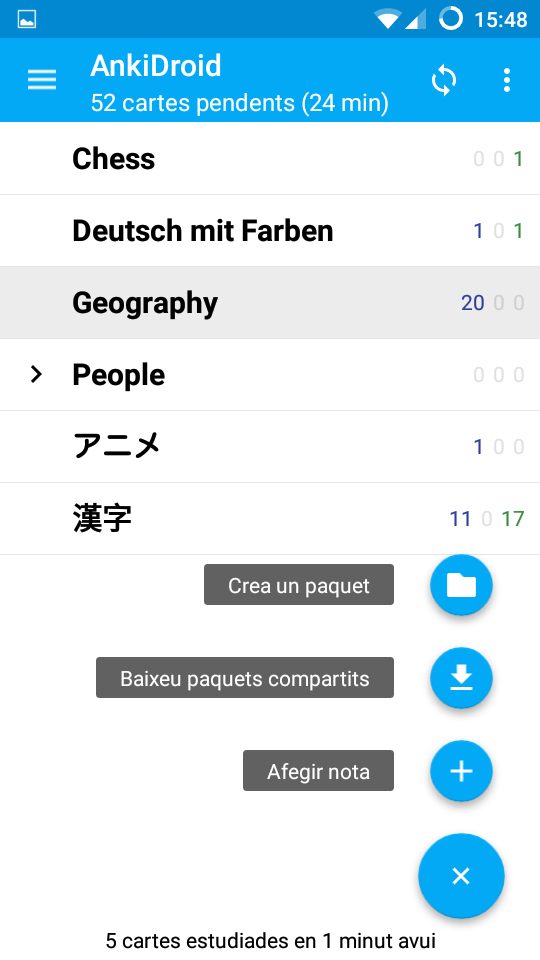 15:48
AnkiDroid
52 cartes pendents (24 min)
Chess 0 0 1
Deutsch mit Farben 1 0 1
Geography 20 0 0
People 0 0 0
アニメ 1 0 0
漢字 11 0 17
Crea un paquet
Baixeu paquets compartits
Afegir nota
5 cartes estudiades en 1 minut avui